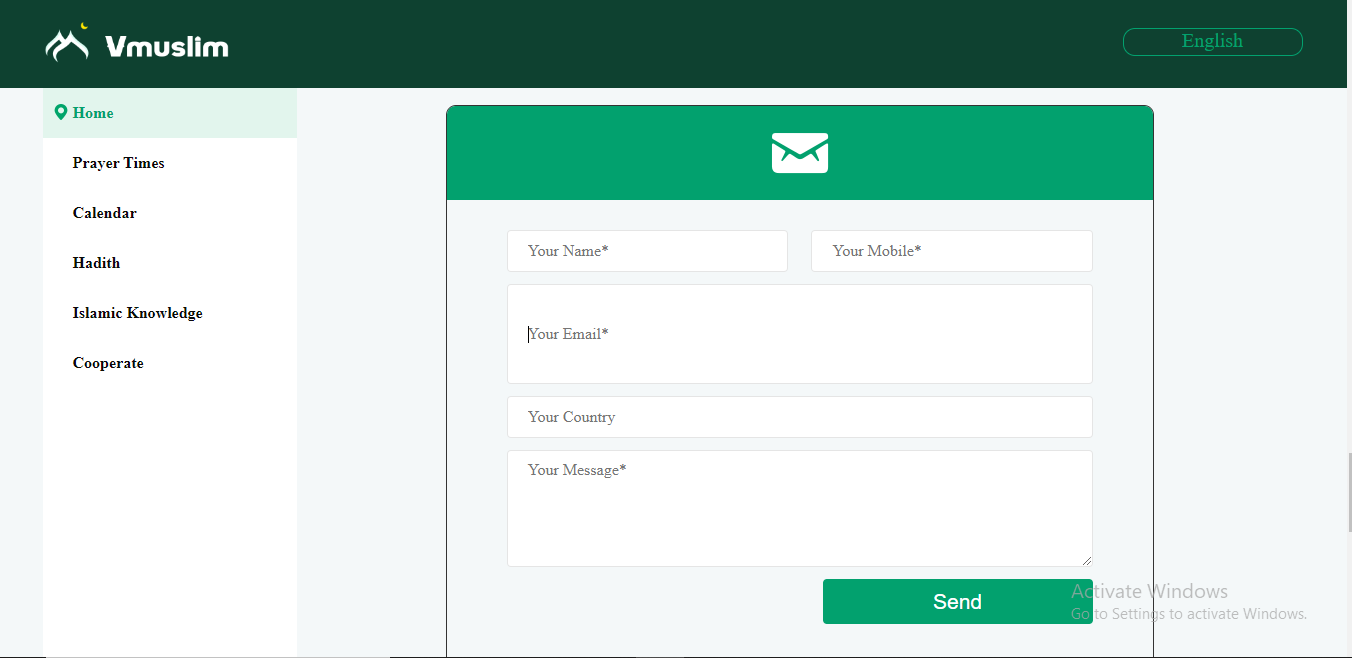 Vmuslim
English
Home
Prayer Times
Calendar
Hadith
Islamic Knowledge
Cooperate
Your Name*
Your Mobile*
Your Email*
Your Country
Your Message*
Send
Activate Windows
Go to Settings to activate Windows.